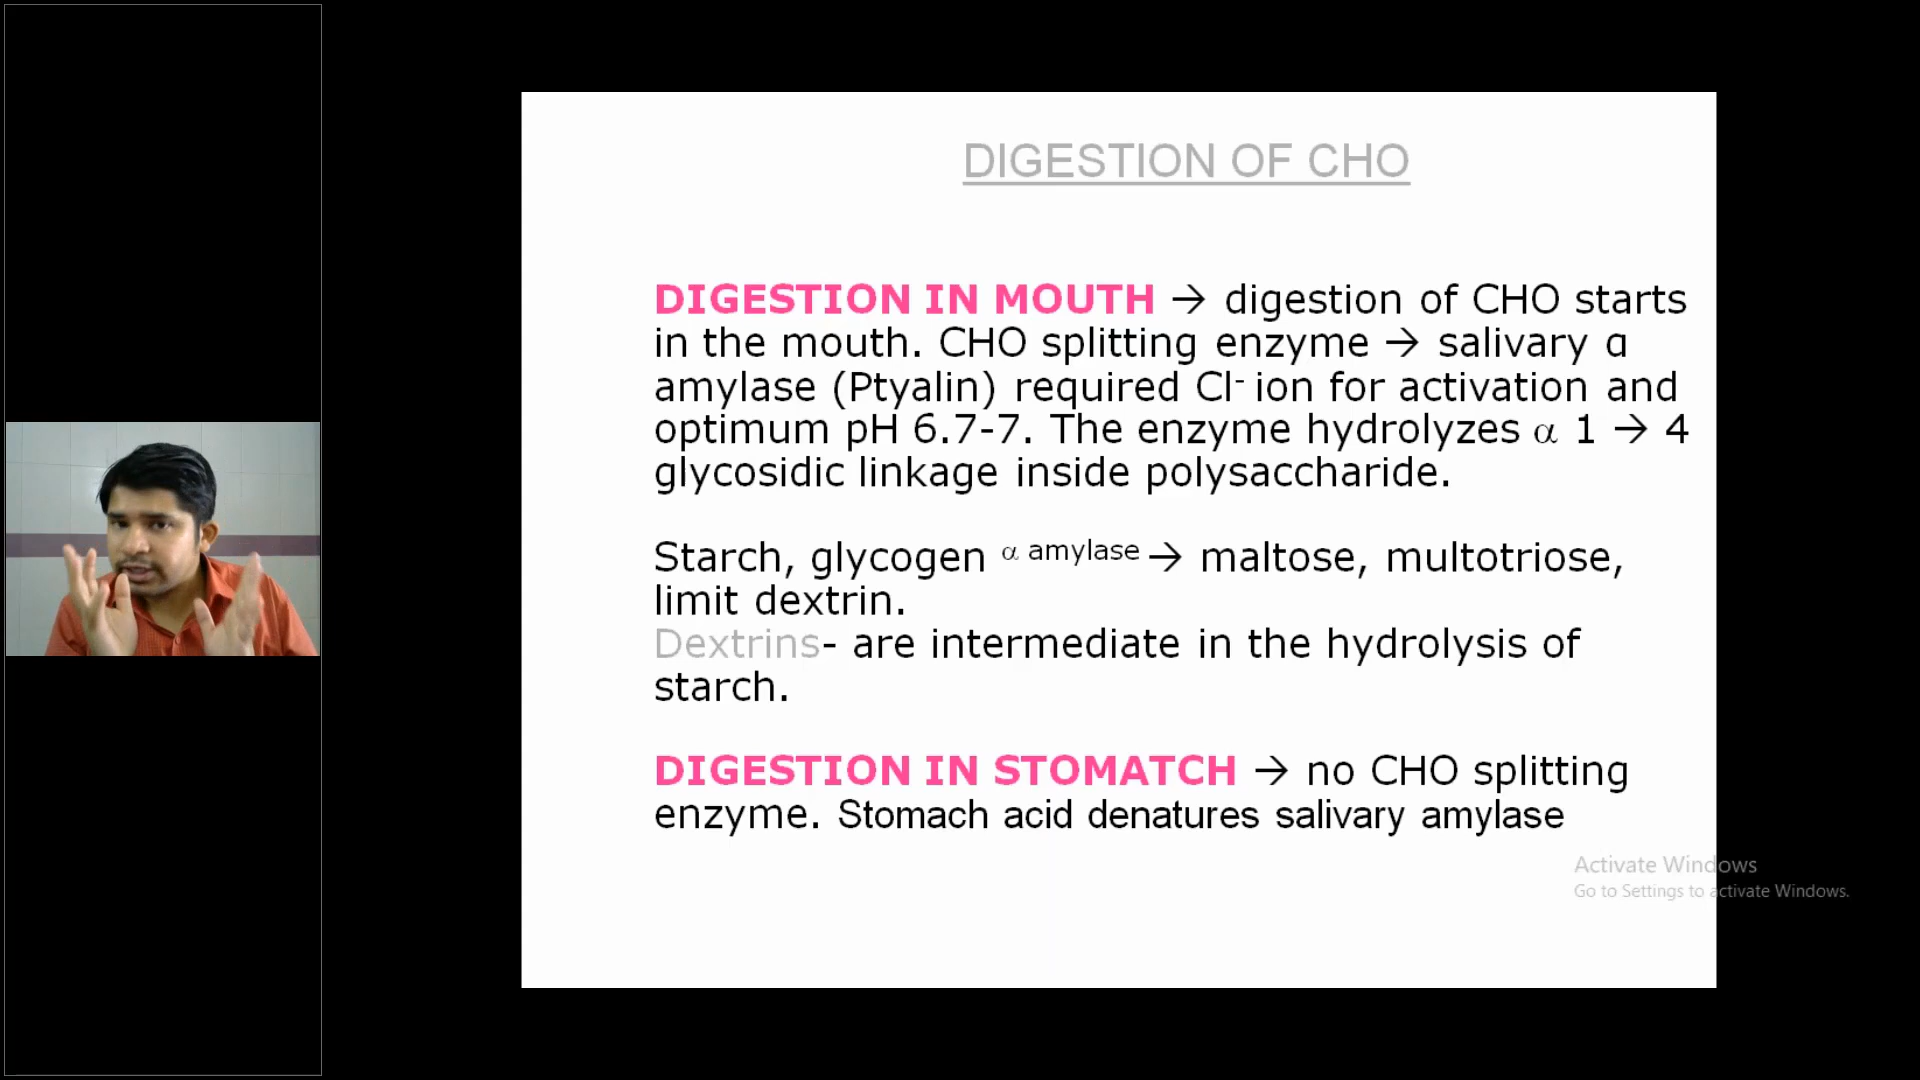 DIGESTION OF CHO
DIGESTION IN MOUTH → digestion of CHO starts
in the mouth. CHO splitting enzyme → salivary α
amylase (Ptyalin) required Cl⁻ ion for activation and
optimum pH 6.7-7. The enzyme hydrolyzes α 1 → 4
glycosidic linkage inside polysaccharide.
Starch, glycogen α amylase → maltose, multotriose,
limit dextrin.
Dextrins- are intermediate in the hydrolysis of
starch.
DIGESTION IN STOMATCH → no CHO splitting
enzyme. Stomach acid denatures salivary amylase
Activate Windows
Go to Settings to activate Windows.